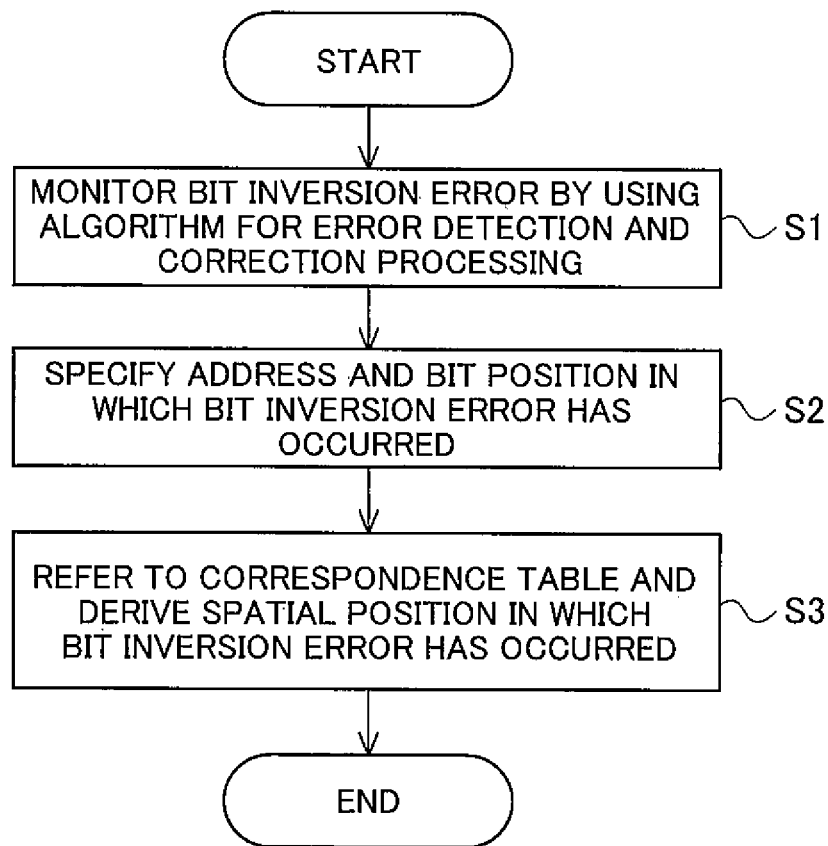 START
MONITOR BIT INVERSION ERROR BY USING
ALGORITHM FOR ERROR DETECTION AND
CORRECTION PROCESSING
S1
SPECIFY ADDRESS AND BIT POSITION IN
WHICH BIT INVERSION ERROR HAS
OCCURRED
S2
REFER TO CORRESPONDENCE TABLE AND
DERIVE SPATIAL POSITION IN WHICH
BIT INVERSION ERROR HAS OCCURRED
S3
END